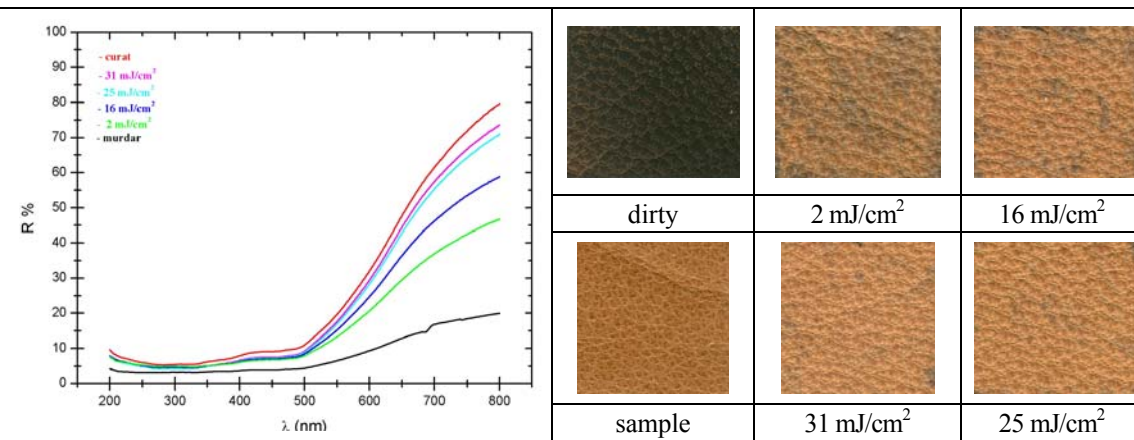 100
90
80
70
60
50
40
30
20
10
0
R %
- curat
- 31 mJ/cm²
- 25 mJ/cm²
- 16 mJ/cm²
- 2 mJ/cm²
- murdar
200 300 400 500 600 700 800
λ (nm)
dirty 2 mJ/cm² 16 mJ/cm²
sample 31 mJ/cm² 25 mJ/cm²